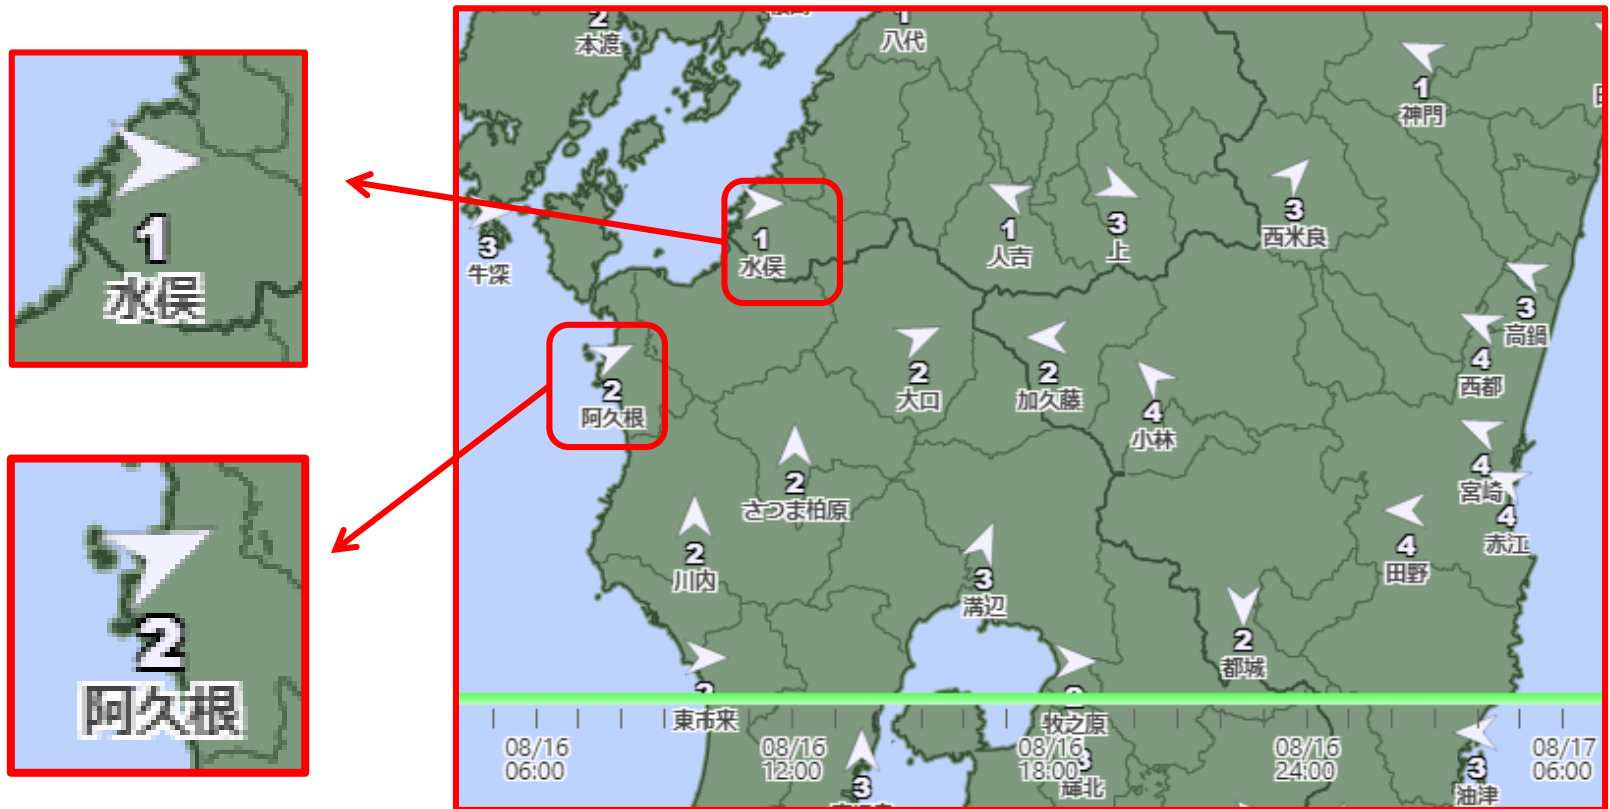 1
水俣
2
阿久根
2
本渡
1
八代
1
神門
3
牛深
1
水俣
1
人吉
3
上
3
西米良
3
高鍋
2
阿久根
2
大口
2
加久藤
4
小林
4
西都
2
さつま柏原
4
宮崎
4
赤江
2
川内
3
溝辺
4
田野
2
都城
東市来
牧之原
08/16
06:00
08/16
12:00
08/16
18:00
08/16
24:00
08/17
06:00
3
3
輝北
3
油津